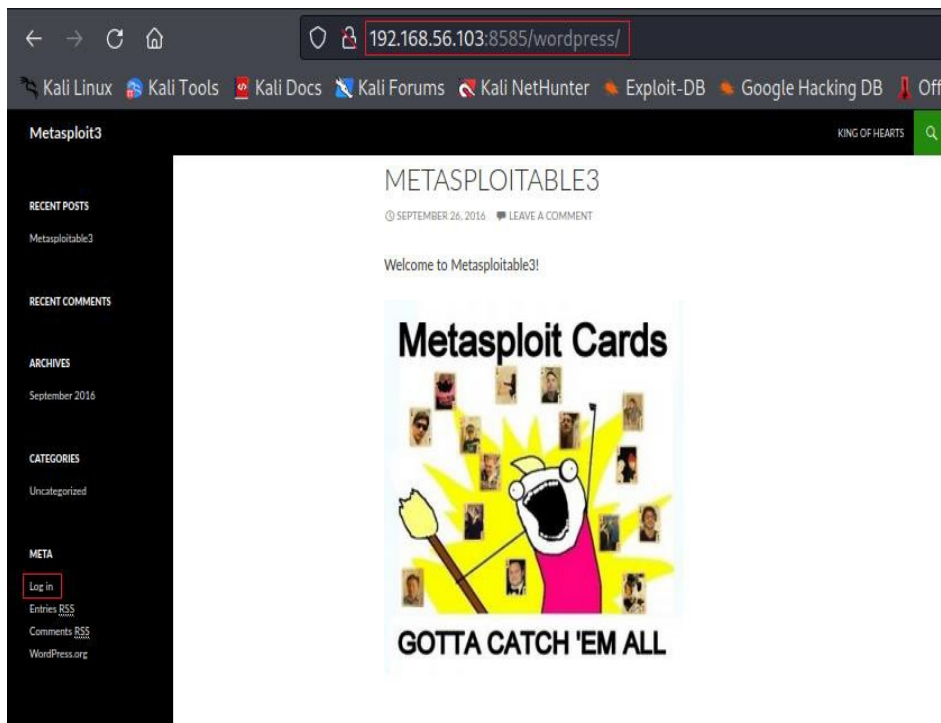 192.168.56.103:8585/wordpress/
Kali Linux Kali Tools Kali Docs Kali Forums Kali NetHunter Exploit-DB Google Hacking DB Off
Metasploit3
KING OF HEARTS
RECENT POSTS
Metasploitable3
RECENT COMMENTS
ARCHIVES
September 2016
CATEGORIES
Uncategorized
META
Log in
Entries RSS
Comments RSS
WordPress.org
METASPLOITABLE3
SEPTEMBER 26, 2016 LEAVE A COMMENT
Welcome to Metasploitable3!
Metasploit Cards
GOTTA CATCH 'EM ALL